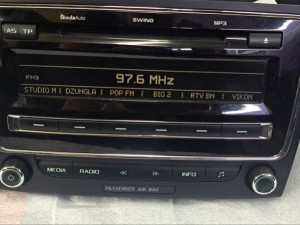 ŠkodaAuto SWING MP3
AS TP
FM3 97.6 MHz
STUDIO M DZUNGLA POP FM BIG 2 RTV BN VIKOM
MEDIA RADIO << >> INFO ♫
PASSENGER AIR BAG